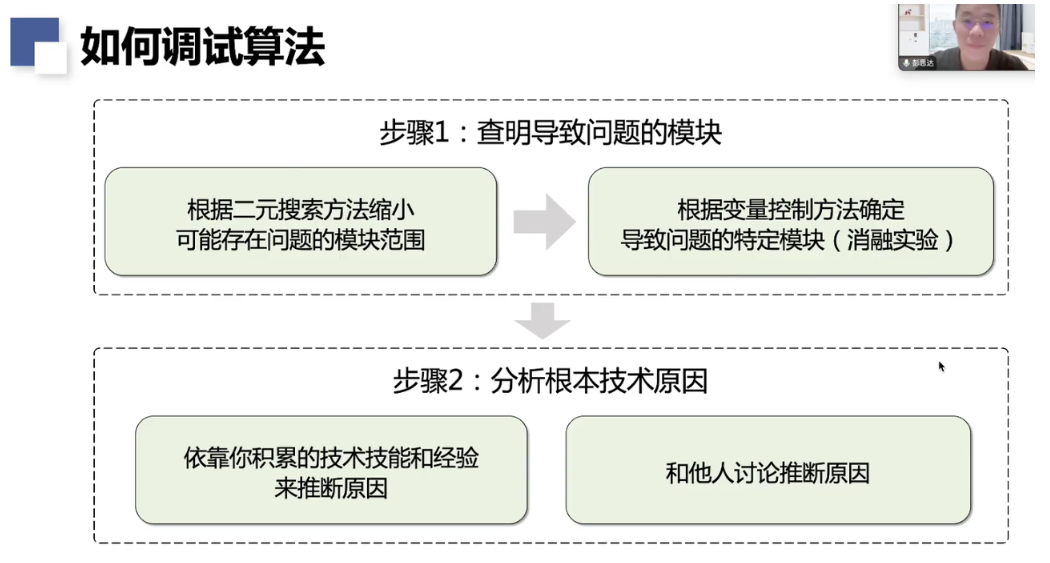 如何调试算法
彭思达
步骤1：查明导致问题的模块
根据二元搜索方法缩小
可能存在问题的模块范围
根据变量控制方法确定
导致问题的特定模块（消融实验）
步骤2：分析根本技术原因
依靠你积累的技术技能和经验
来推断原因
和他人讨论推断原因